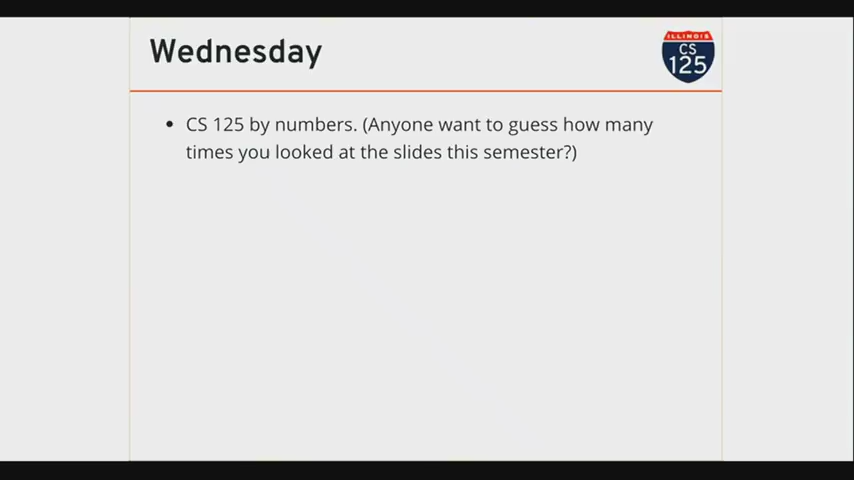 Wednesday
ILLINOIS
CS
125
• CS 125 by numbers. (Anyone want to guess how many
times you looked at the slides this semester?)